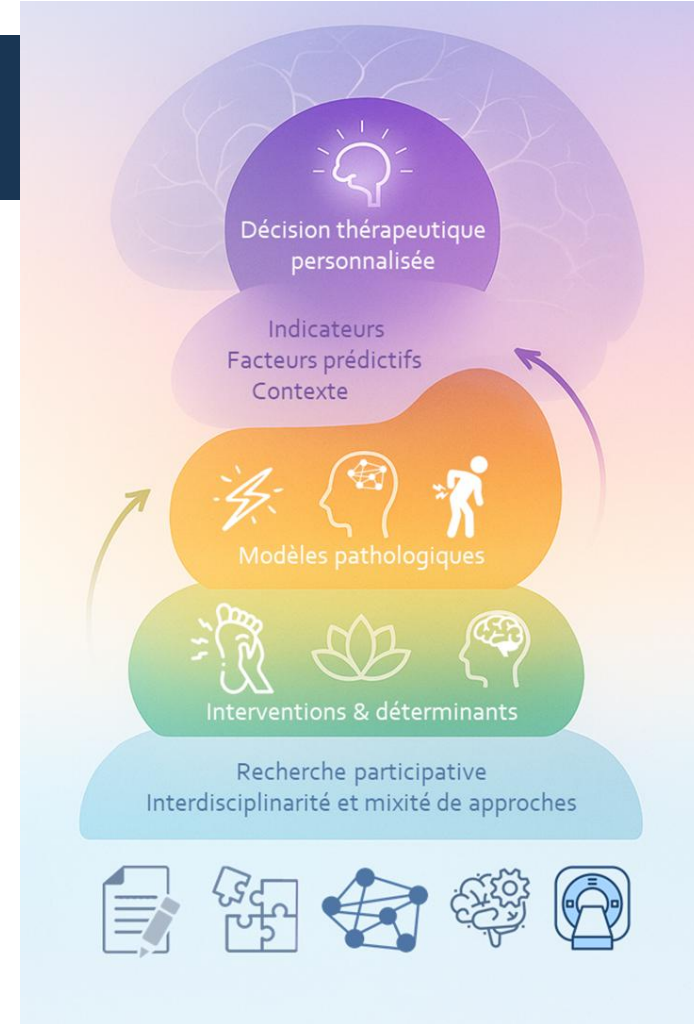 Décision thérapeutique
personnalisée
Indicateurs
Facteurs prédictifs
Contexte
Modèles pathologiques
Interventions & déterminants
Recherche participative
Interdisciplinarité et mixité de approches